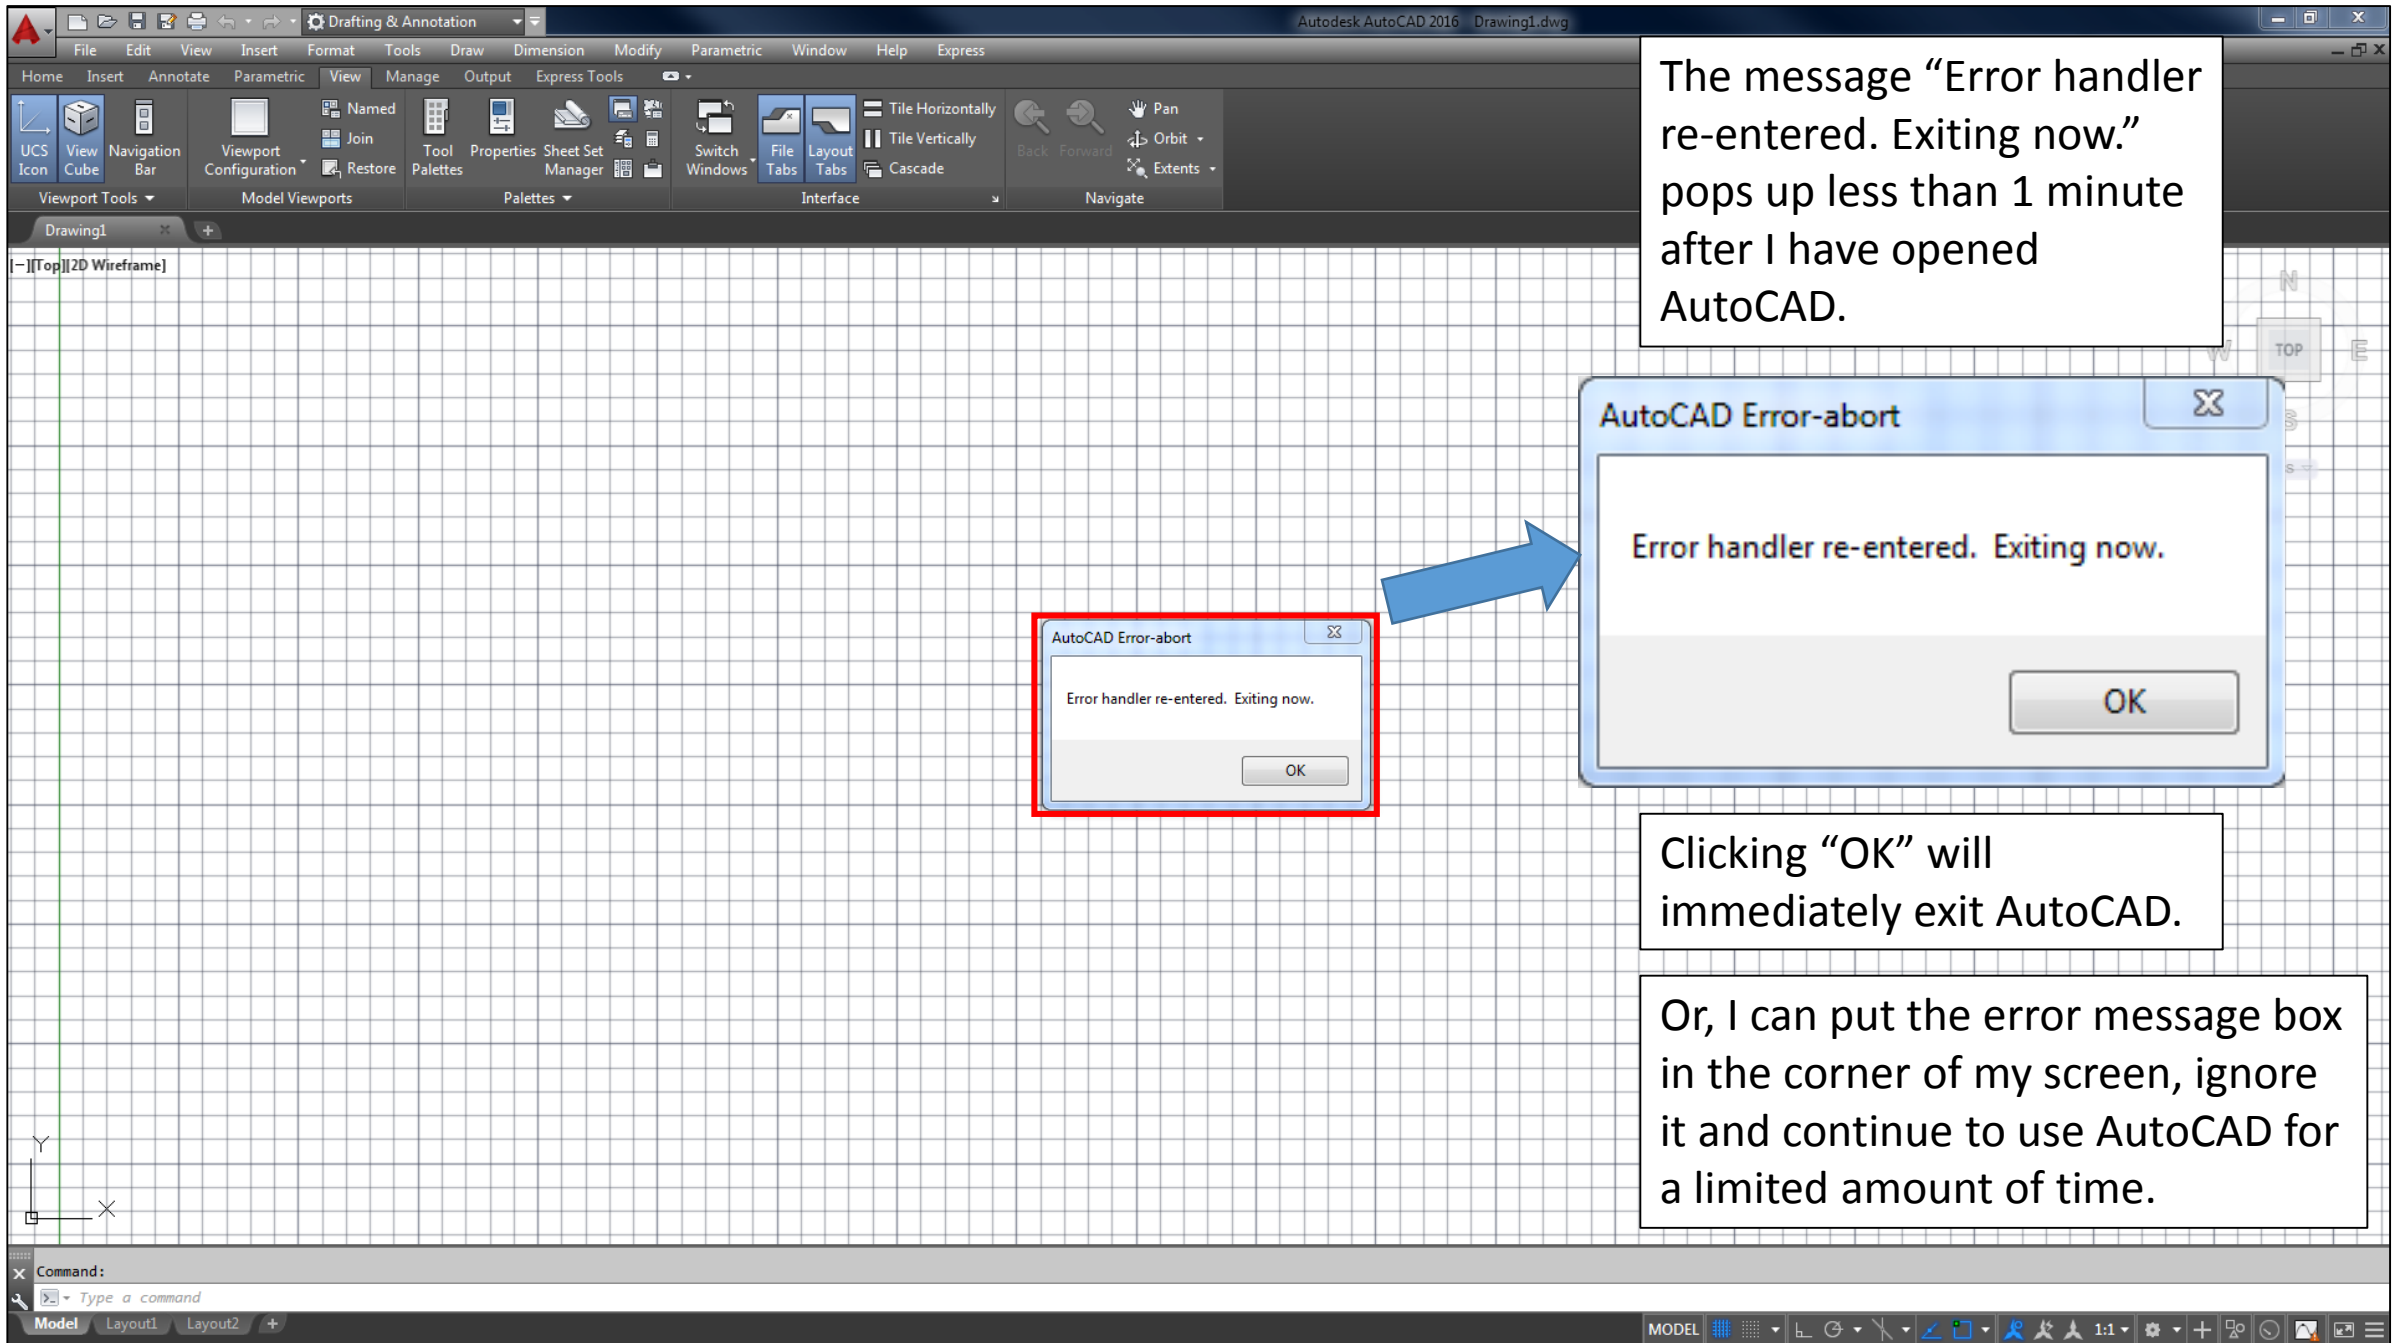 Drafting & Annotation
Autodesk AutoCAD 2016 Drawing1.dwg
File Edit View Insert Format Tools Draw Dimension Modify Parametric Window Help Express
Home Insert Annotate Parametric View Manage Output Express Tools
UCS Icon
View Cube
Navigation Bar
Viewport Configuration
Named
Join
Restore
Tool Palettes
Properties
Sheet Set Manager
Switch Windows
File Tabs
Layout Tabs
Tile Horizontally
Tile Vertically
Cascade
Back
Forward
Pan
Orbit
Extents
Viewport Tools
Model Viewports
Palettes
Interface
Navigate
Drawing1
[−][Top][2D Wireframe]
The message “Error handler
re-entered. Exiting now.”
pops up less than 1 minute
after I have opened
AutoCAD.
N
W TOP E
S
AutoCAD Error-abort
Error handler re-entered. Exiting now.
OK
AutoCAD Error-abort
Error handler re-entered. Exiting now.
OK
Clicking “OK” will
immediately exit AutoCAD.
Or, I can put the error message box
in the corner of my screen, ignore
it and continue to use AutoCAD for
a limited amount of time.
Y
X
Command:
Type a command
Model Layout1 Layout2
MODEL 1:1